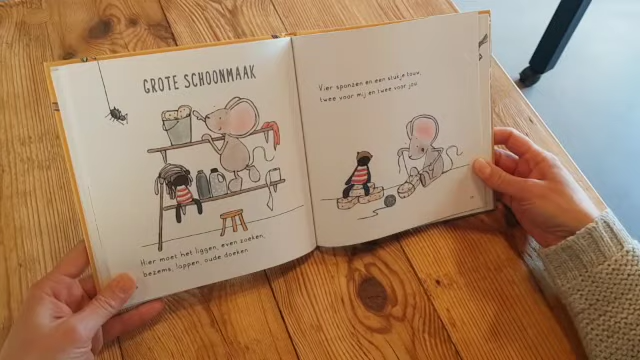 GROTE SCHOONMAAK
Hier moet het liggen, even zoeken,
bezems, lappen, oude doeken.
Vier sponzen en een stukje touw,
twee voor mij en twee voor jou.